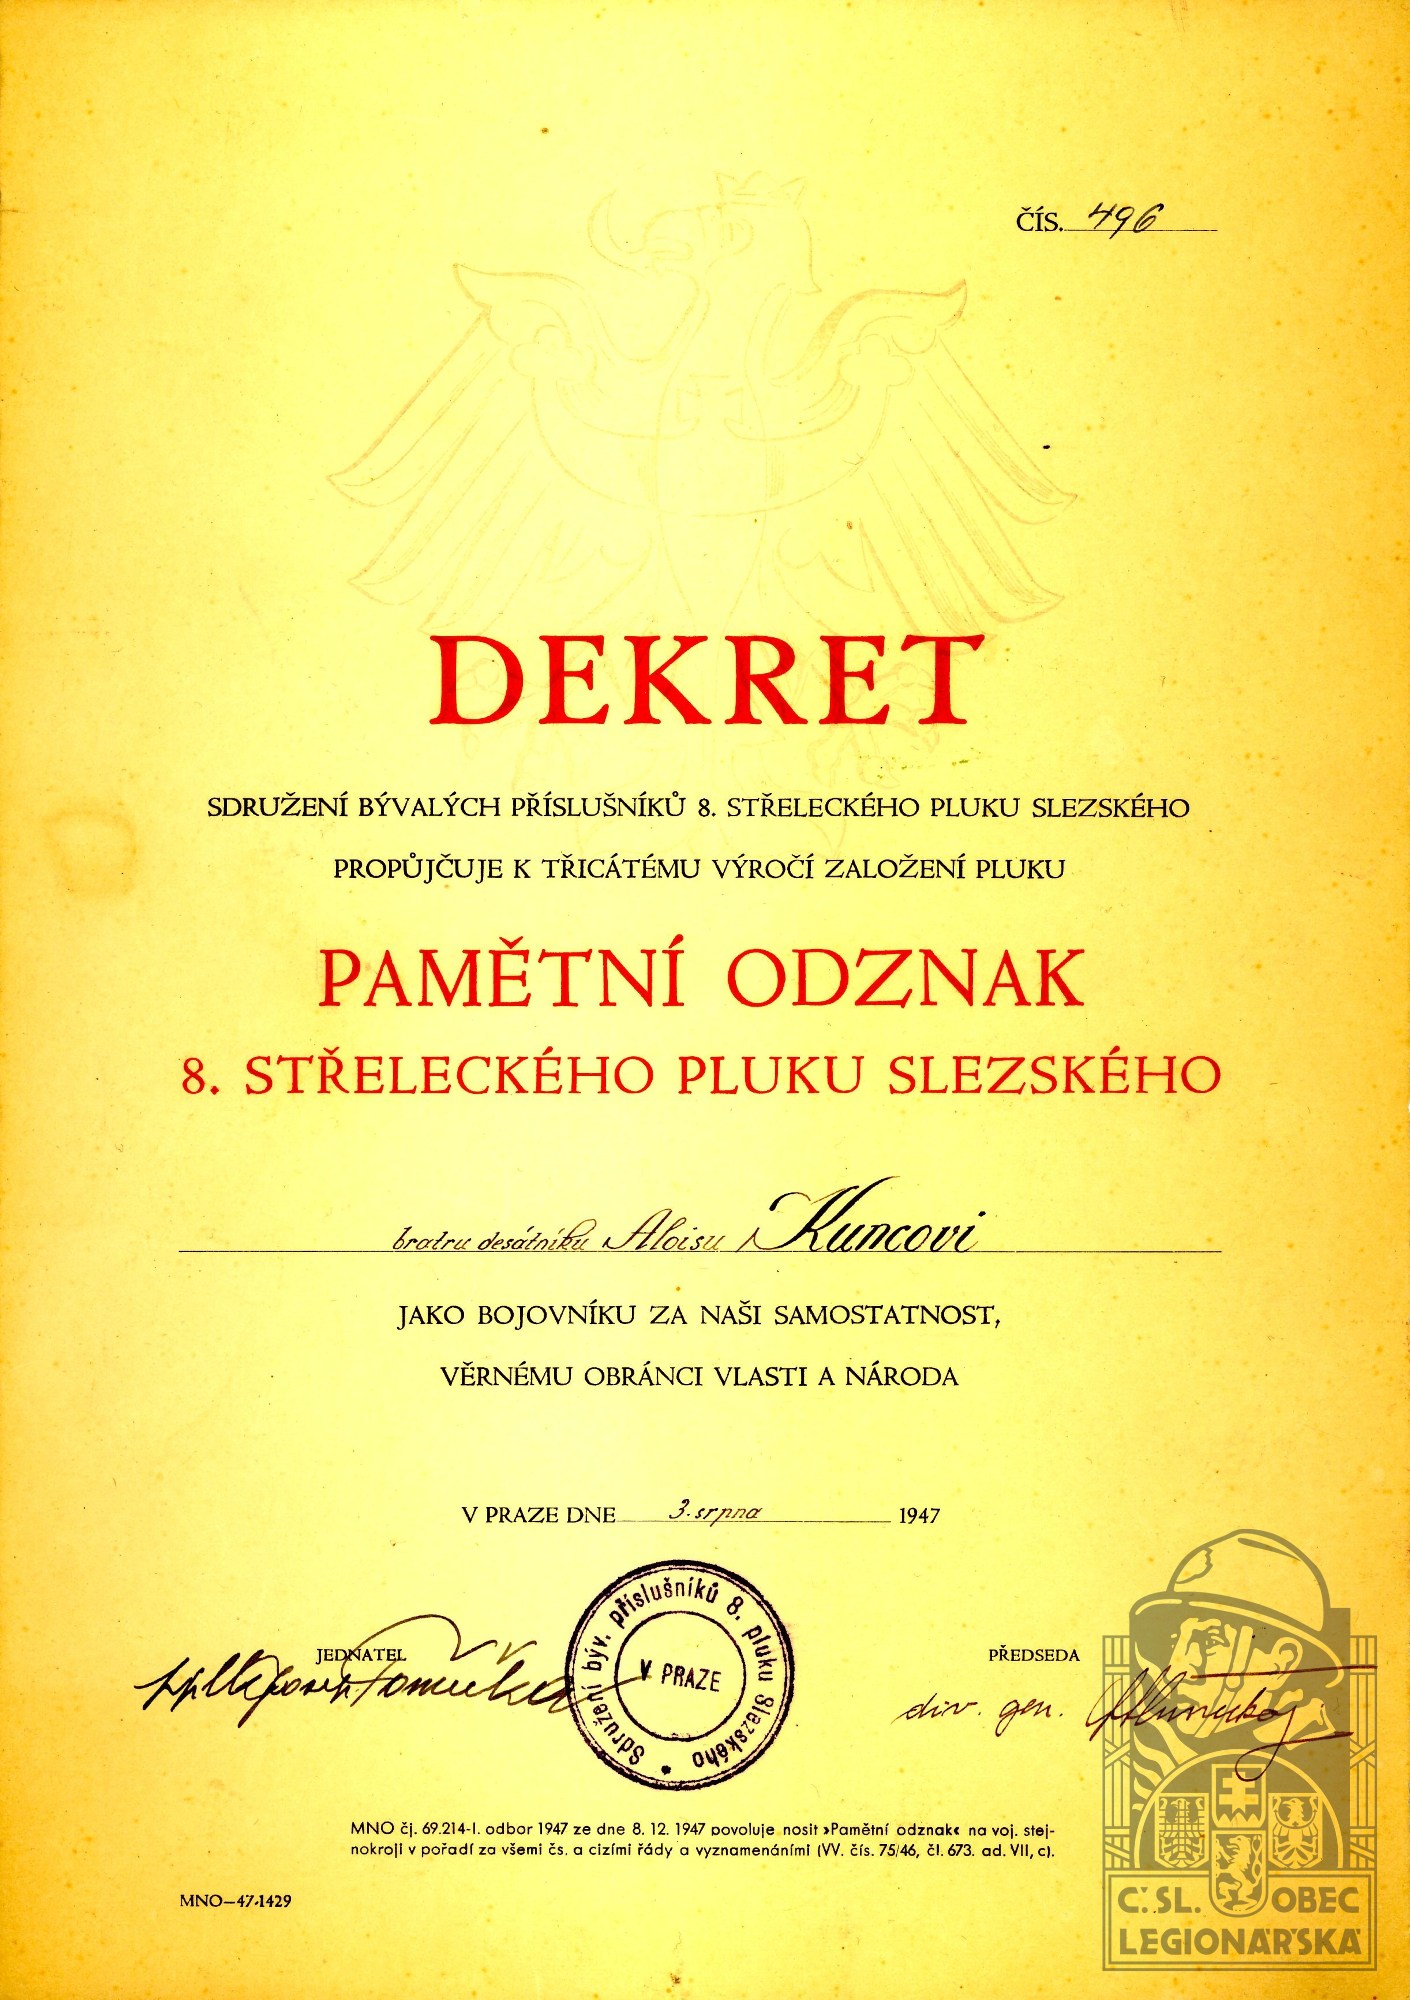 ČÍS. 496
DEKRET
SDRUŽENÍ BÝVALÝCH PŘÍSLUŠNÍKŮ 8. STŘELECKÉHO PLUKU SLEZSKÉHO
PROPŮJČUJE K TŘICÁTÉMU VÝROČÍ ZALOŽENÍ PLUKU
PAMĚTNÍ ODZNAK
8. STŘELECKÉHO PLUKU SLEZSKÉHO
bratru desátníku Aloisu Kuncovi
JAKO BOJOVNÍKU ZA NAŠI SAMOSTATNOST,
VĚRNÉMU OBRÁNCI VLASTI A NÁRODA
V PRAZE DNE 3. srpna 1947
Sdružení býv. příslušníků 8. pluku Slezského
V PRAZE
JEDNATEL
PŘEDSEDA
div. gen.
MNO čj. 69.214-I. odbor 1947 ze dne 8. 12. 1947 povoluje nosit »Pamětní odznak« na voj. stej-
nokroji v pořadí za všemi čs. a cizími řády a vyznamenáními (VV. čís. 75/46, čl. 673. ad. VII, c).
MNO—47-1429
Č.SL. OBEC
LEGIONÁŘSKÁ